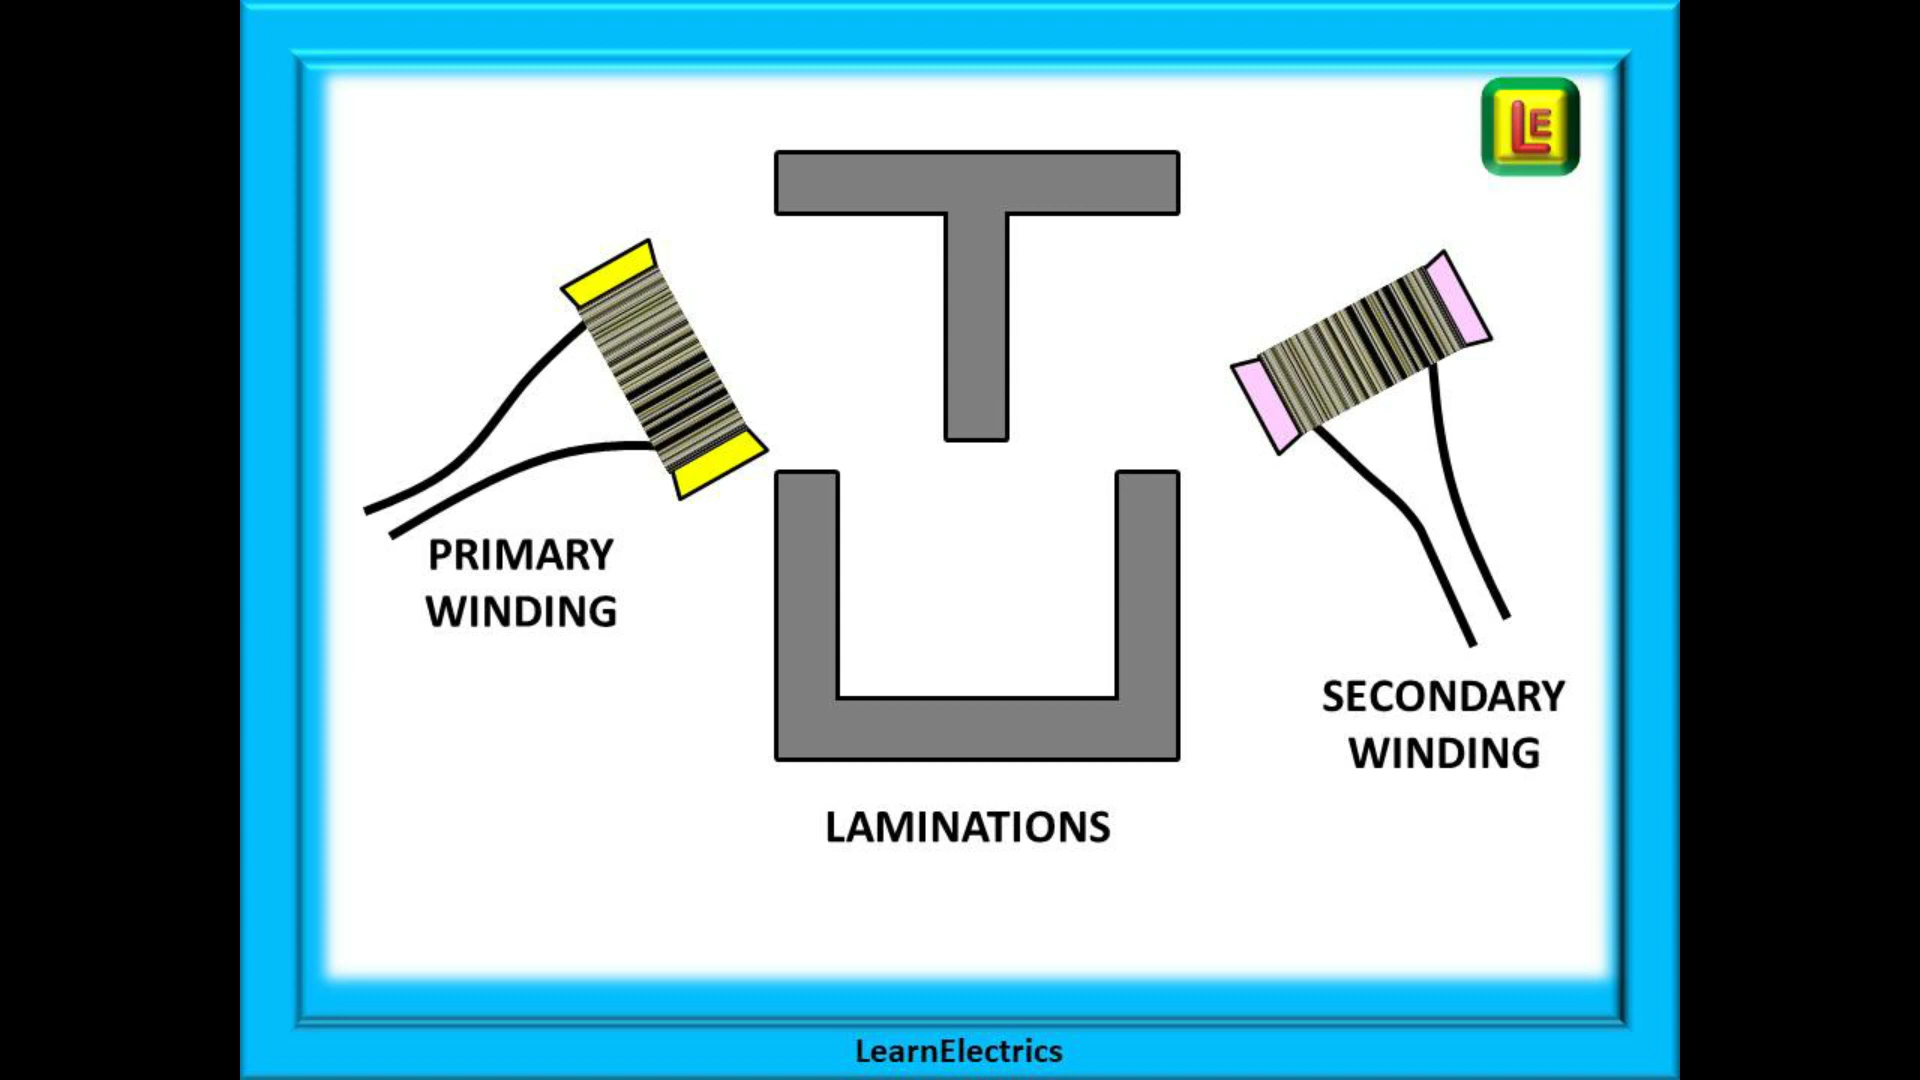 LE
PRIMARY
WINDING
SECONDARY
WINDING
LAMINATIONS
LearnElectrics